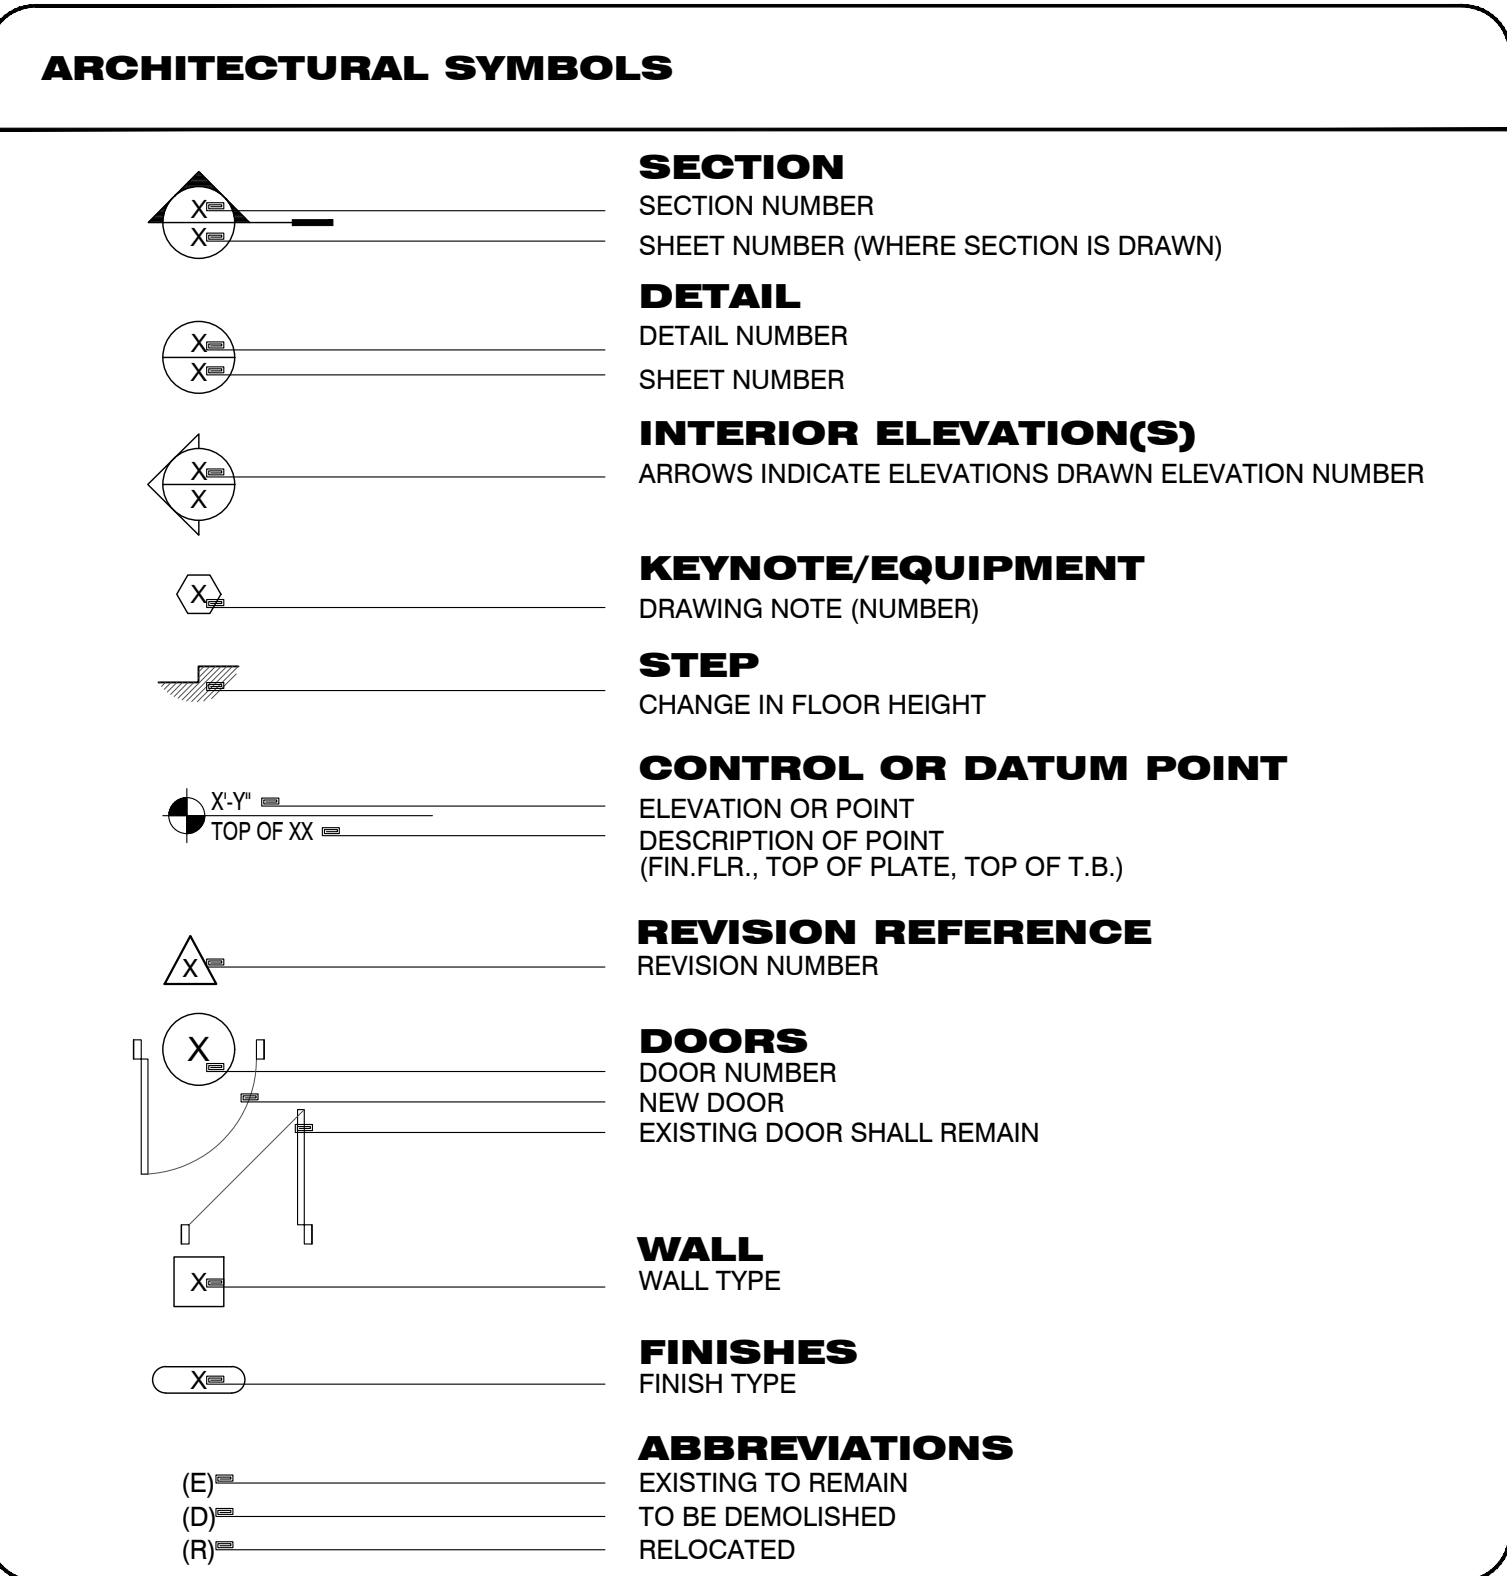 ARCHITECTURAL SYMBOLS
SECTION
X
SECTION NUMBER
X
SHEET NUMBER (WHERE SECTION IS DRAWN)
DETAIL
X
DETAIL NUMBER
X
SHEET NUMBER
INTERIOR ELEVATION(S)
X
ARROWS INDICATE ELEVATIONS DRAWN ELEVATION NUMBER
X
KEYNOTE/EQUIPMENT
X
DRAWING NOTE (NUMBER)
STEP
CHANGE IN FLOOR HEIGHT
CONTROL OR DATUM POINT
X'-Y"
ELEVATION OR POINT
TOP OF XX
DESCRIPTION OF POINT
(FIN.FLR., TOP OF PLATE, TOP OF T.B.)
REVISION REFERENCE
X
REVISION NUMBER
DOORS
X
DOOR NUMBER
NEW DOOR
EXISTING DOOR SHALL REMAIN
WALL
X
WALL TYPE
FINISHES
X
FINISH TYPE
ABBREVIATIONS
(E)
EXISTING TO REMAIN
(D)
TO BE DEMOLISHED
(R)
RELOCATED